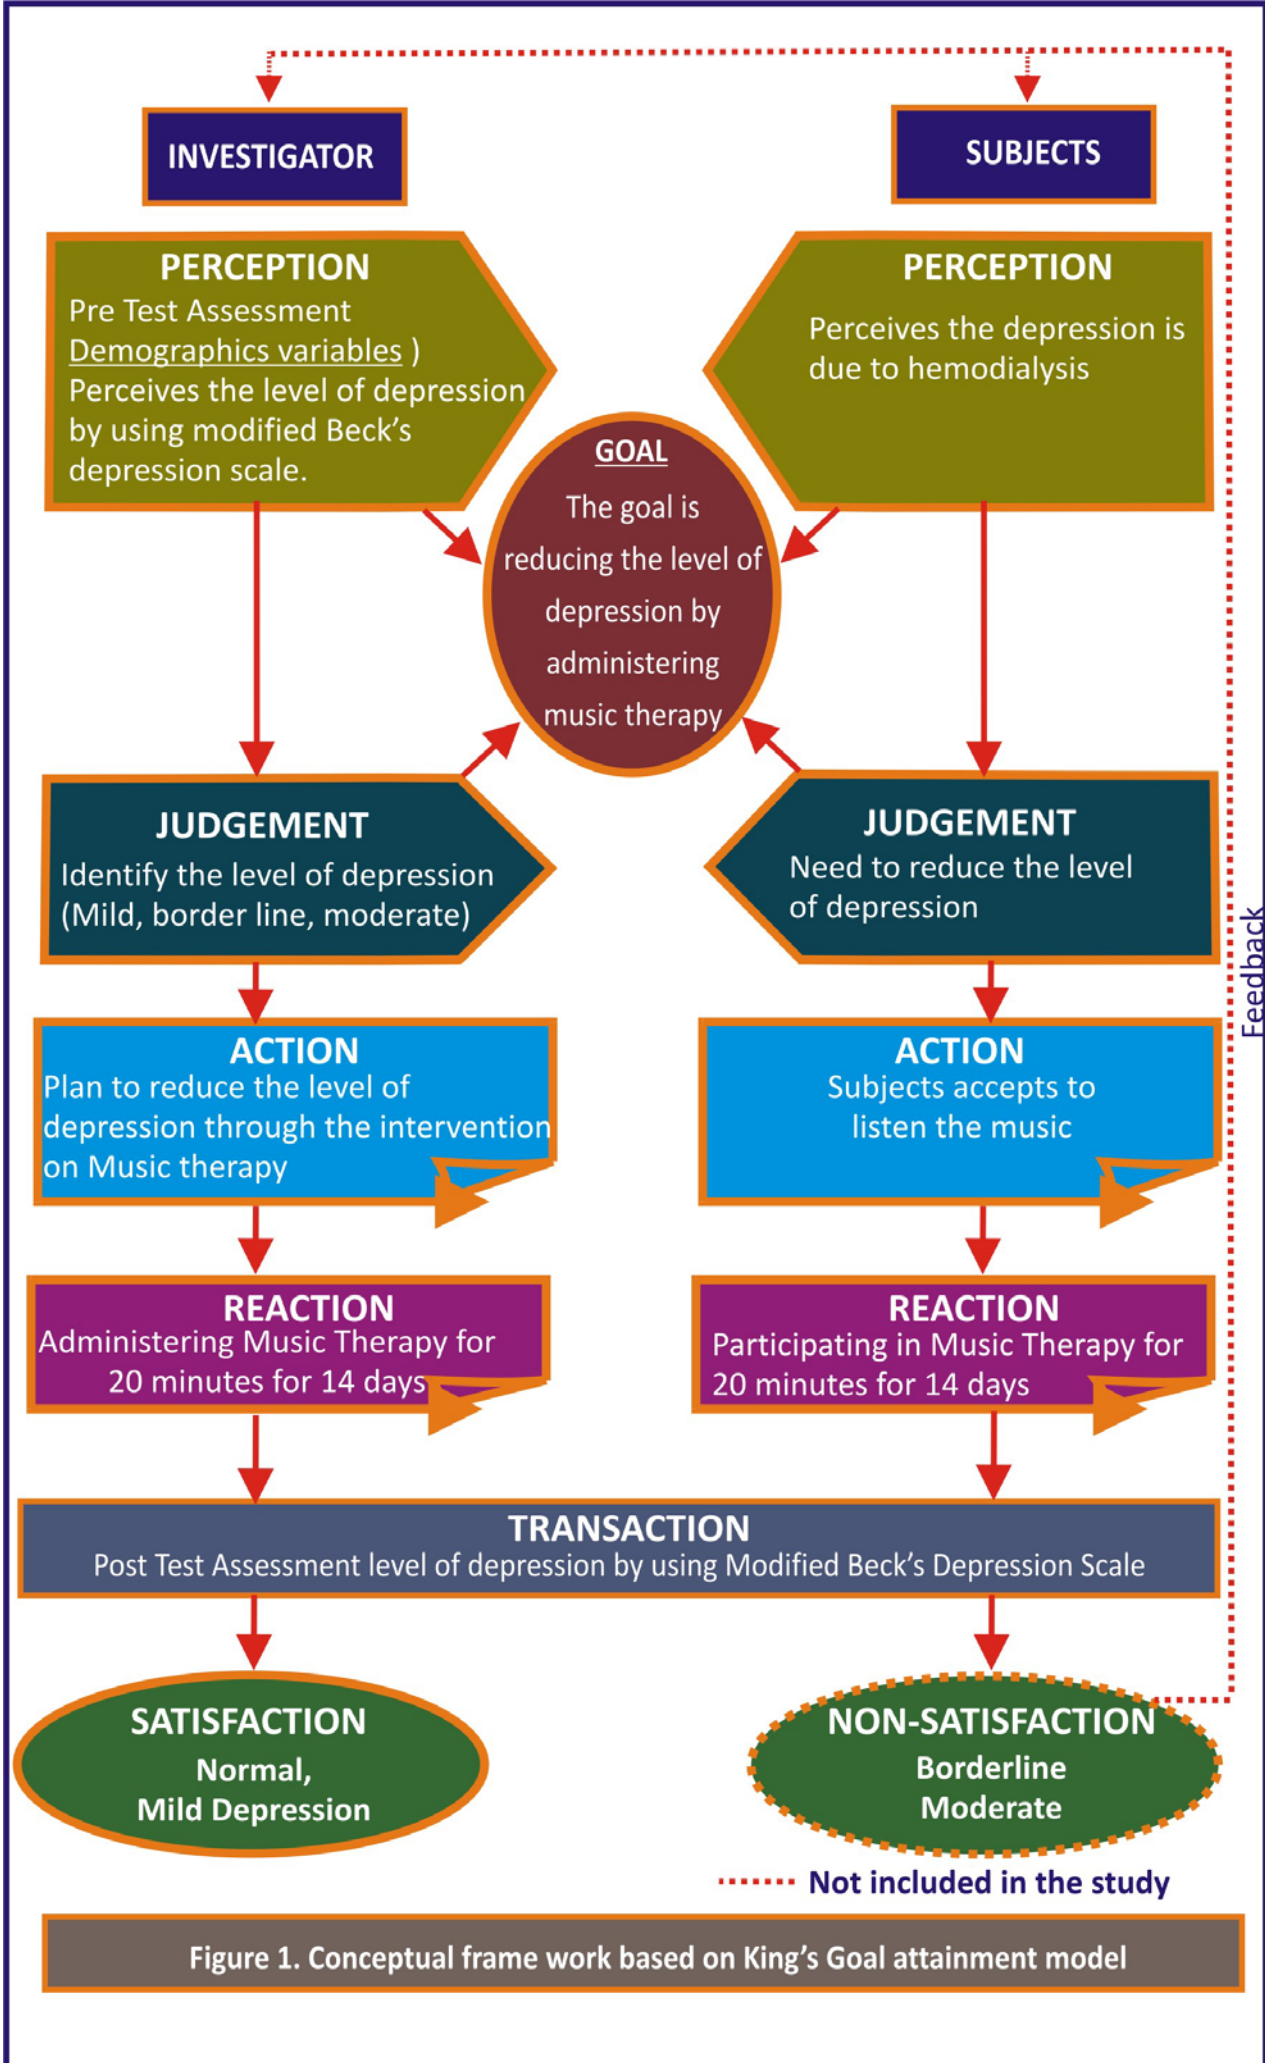 INVESTIGATOR
SUBJECTS
PERCEPTION
Pre Test Assessment
Demographics variables )
Perceives the level of depression
by using modified Beck's
depression scale.
PERCEPTION
Perceives the depression is
due to hemodialysis
GOAL
The goal is
reducing the level of
depression by
administering
music therapy
JUDGEMENT
Identify the level of depression
(Mild, border line, moderate)
JUDGEMENT
Need to reduce the level
of depression
Feedback
ACTION
Plan to reduce the level of
depression through the intervention
on Music therapy
ACTION
Subjects accepts to
listen the music
REACTION
Administering Music Therapy for
20 minutes for 14 days
REACTION
Participating in Music Therapy for
20 minutes for 14 days
TRANSACTION
Post Test Assessment level of depression by using Modified Beck's Depression Scale
SATISFACTION
Normal,
Mild Depression
NON-SATISFACTION
Borderline
Moderate
Not included in the study
Figure 1. Conceptual frame work based on King's Goal attainment model